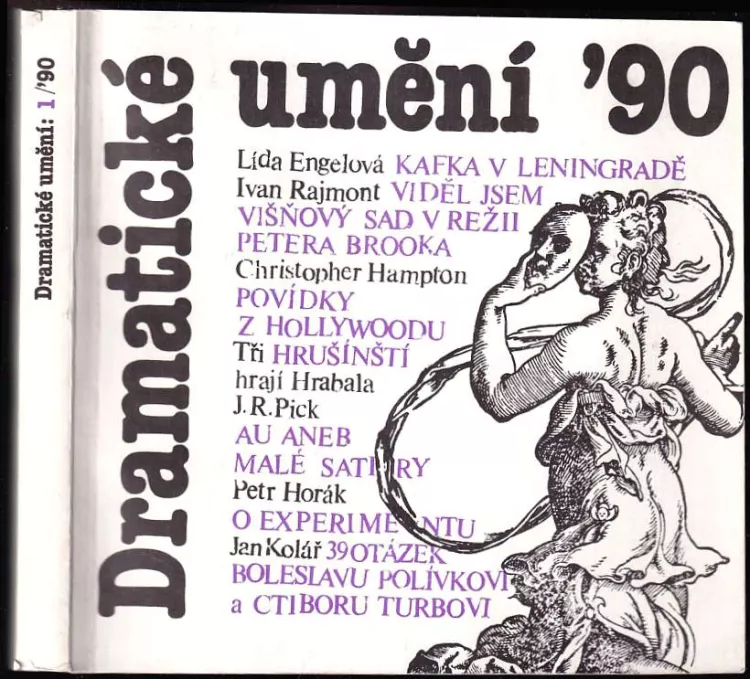 Dramatické umění: 1/'90
Dramatické
umění '90
Lída Engelová KAFKA V LENINGRADĚ
Ivan Rajmont VIDĚL JSEM
VIŠŇOVÝ SAD V REŽII
PETERA BROOKA
Christopher Hampton
POVÍDKY
Z HOLLYWOODU
Tři HRUŠÍNŠTÍ
hrají Hrabala
J.R.Pick
AU ANEB
MALÉ SATIRY
Petr Horák
O EXPERIMENTU
Jan Kolář 39 OTÁZEK
BOLESLAVU POLÍVKOVI
a CTIBORU TURBOVI